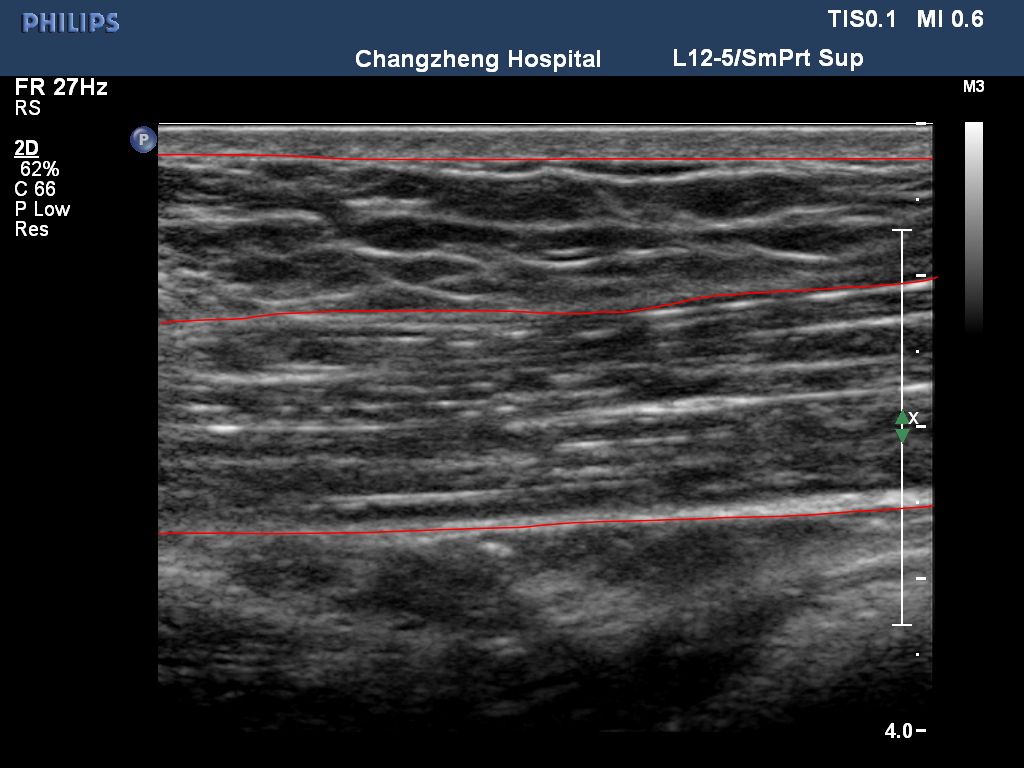 PHILIPS
TIS0.1 MI 0.6
Changzheng Hospital
L12-5/SmPrt Sup
FR 27Hz
RS
M3
P
2D
62%
C 66
P Low
Res
X
4.0